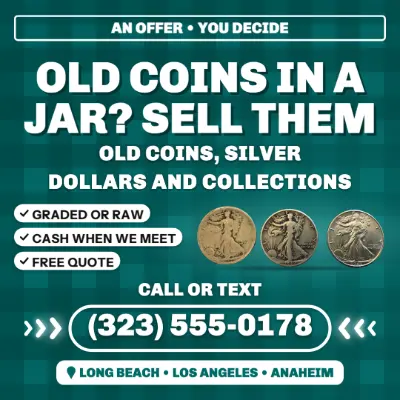 AN OFFER • YOU DECIDE
OLD COINS IN A
JAR? SELL THEM
OLD COINS, SILVER
DOLLARS AND COLLECTIONS
GRADED OR RAW
CASH WHEN WE MEET
FREE QUOTE
CALL OR TEXT
(323) 555-0178
LONG BEACH • LOS ANGELES • ANAHEIM